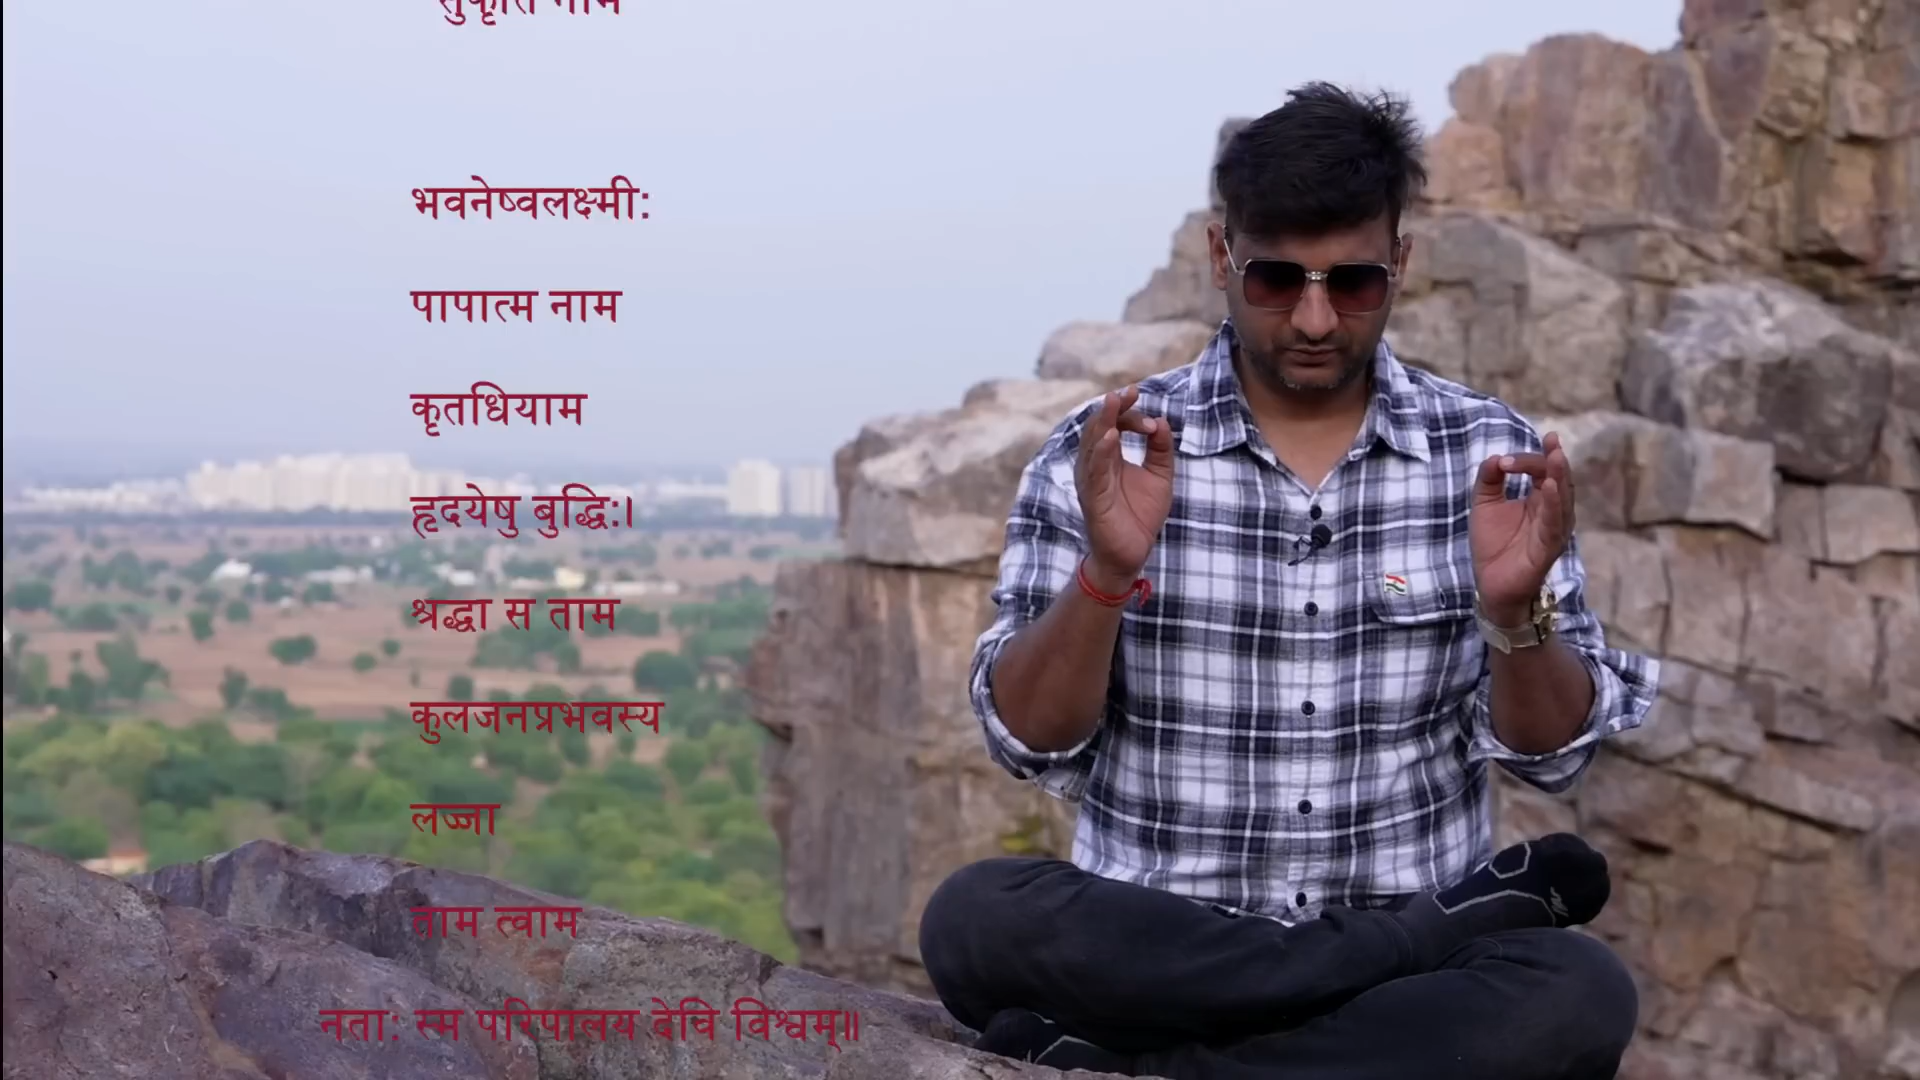 सुकृति नाम
भवनेष्वलक्ष्मी:
पापात्म नाम
कृतधियाम
हृदयेषु बुद्धि:।
श्रद्धा स ताम
कुलजनप्रभवस्य
लज्जा
ताम त्वाम
नता: स्म परिपालय देवि विश्वम्॥